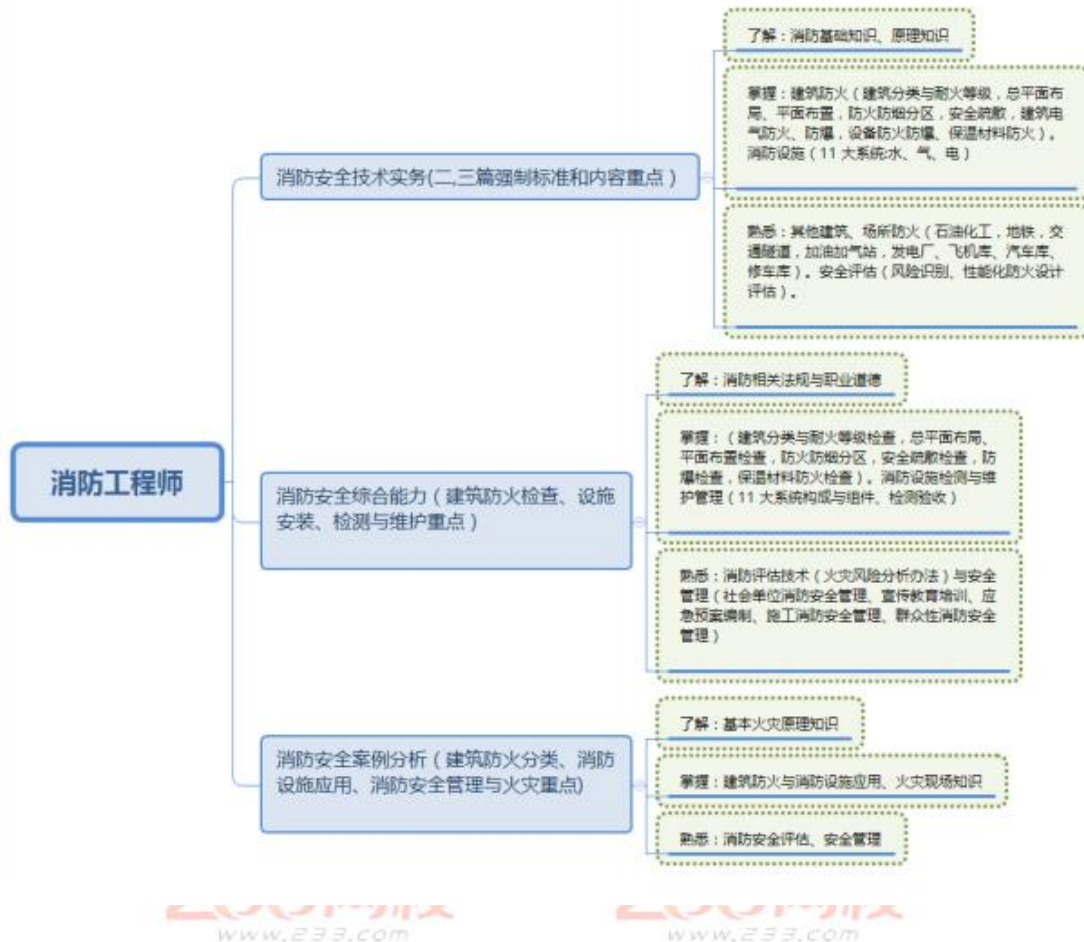 消防工程师
消防安全技术实务(二,三篇强制标准和内容重点）
了解：消防基础知识、原理知识
掌握：建筑防火（建筑分类与耐火等级，总平面布
局、平面布置，防火防烟分区，安全疏散，建筑电
气防火、防爆，设备防火防爆、保温材料防火）。
消防设施（11 大系统:水、气、电）
熟悉：其他建筑、场所防火（石油化工，地铁，交
通隧道，加油加气站，发电厂、飞机库、汽车库、
修车库）。安全评估（风险识别、性能化防火设计
评估）。
消防安全综合能力（建筑防火检查、设施
安装、检测与维护重点）
了解：消防相关法规与职业道德
掌握：（建筑分类与耐火等级检查，总平面布局、
平面布置检查，防火防烟分区，安全疏散检查，防
爆检查，保温材料防火检查）。消防设施检测与维
护管理（11 大系统构成与组件、检测验收）
熟悉：消防评估技术（火灾风险分析办法）与安全
管理（社会单位消防安全管理、宣传教育培训、应
急预案编制、施工消防安全管理、群众性消防安全
管理）
消防安全案例分析（建筑防火分类、消防
设施应用、消防安全管理与火灾重点)
了解：基本火灾原理知识
掌握：建筑防火与消防设施应用、火灾现场知识
熟悉：消防安全评估、安全管理
www.233.com
www.233.com